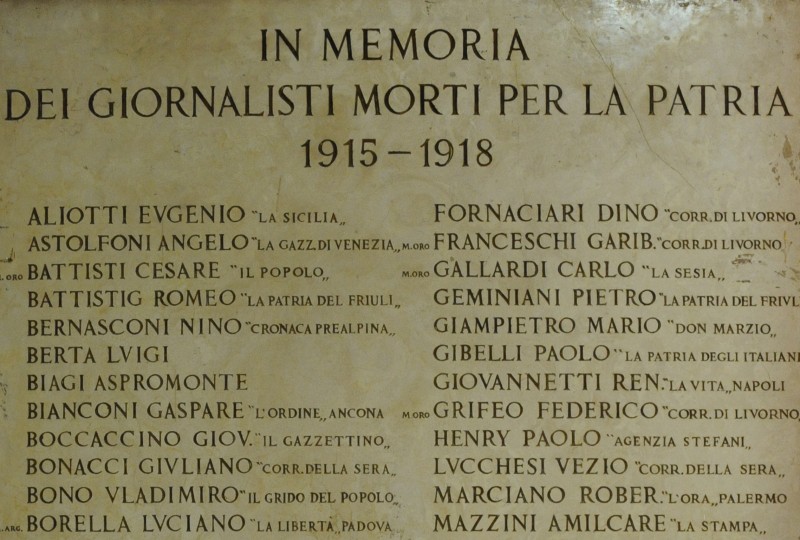 IN MEMORIA
DEI GIORNALISTI MORTI PER LA PATRIA
1915 – 1918
ALIOTTI EVGENIO "LA SICILIA„
ASTOLFONI ANGELO "LA GAZZ. DI VENEZIA„
ORO BATTISTI CESARE "IL POPOLO„
BATTISTIG ROMEO "LA PATRIA DEL FRIULI„
BERNASCONI NINO "CRONACA PREALPINA„
BERTA LVIGI
BIAGI ASPROMONTE
BIANCONI GASPARE "L'ORDINE„ ANCONA
BOCCACCINO GIOV. "IL GAZZETTINO„
BONACCI GIVLIANO "CORR. DELLA SERA„
BONO VLADIMIRO "IL GRIDO DEL POPOLO„
ARG. BORELLA LVCIANO "LA LIBERTÀ„ PADOVA
FORNACIARI DINO "CORR. DI LIVORNO„
M. ORO FRANCESCHI GARIB. "CORR. DI LIVORNO
M. ORO GALLARDI CARLO "LA SESIA„
GEMINIANI PIETRO "LA PATRIA DEL FRIVL
GIAMPIETRO MARIO "DON MARZIO„
GIBELLI PAOLO "LA PATRIA DEGLI ITALIANI
GIOVANNETTI REN. "LA VITA„ NAPOLI
M. ORO GRIFEO FEDERICO "CORR. DI LIVORNO„
HENRY PAOLO "AGENZIA STEFANI„
LVCCHESI VEZIO "CORR. DELLA SERA„
MARCIANO ROBER. "L'ORA„ PALERMO
MAZZINI AMILCARE "LA STAMPA„